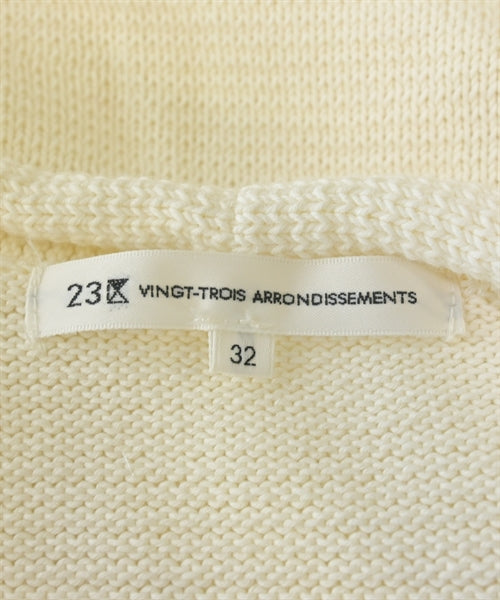 23区 VINGT-TROIS ARRONDISSEMENTS
32